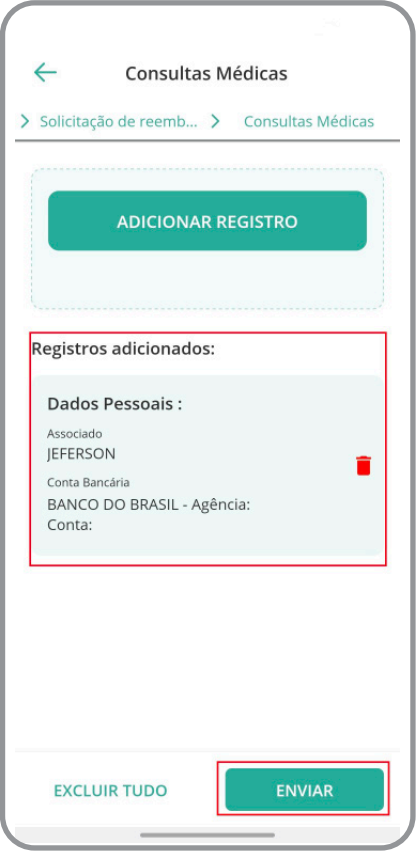 Consultas Médicas
Solicitação de reemb... Consultas Médicas
ADICIONAR REGISTRO
Registros adicionados:
Dados Pessoais :
Associado
JEFERSON
Conta Bancária
BANCO DO BRASIL - Agência:
Conta:
EXCLUIR TUDO ENVIAR